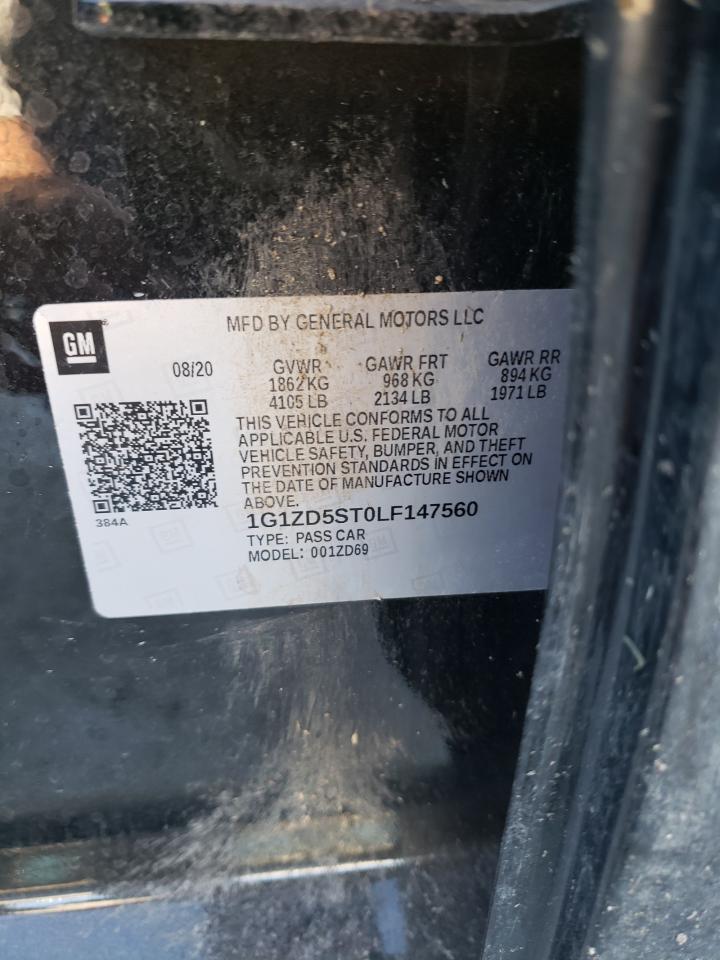 GM
MFD BY GENERAL MOTORS LLC
08/20 GVWR GAWR FRT GAWR RR
1862 KG 968 KG 894 KG
4105 LB 2134 LB 1971 LB
THIS VEHICLE CONFORMS TO ALL
APPLICABLE U.S. FEDERAL MOTOR
VEHICLE SAFETY, BUMPER, AND THEFT
PREVENTION STANDARDS IN EFFECT ON
THE DATE OF MANUFACTURE SHOWN
ABOVE.
384A
1G1ZD5ST0LF147560
TYPE: PASS CAR
MODEL: 001ZD69